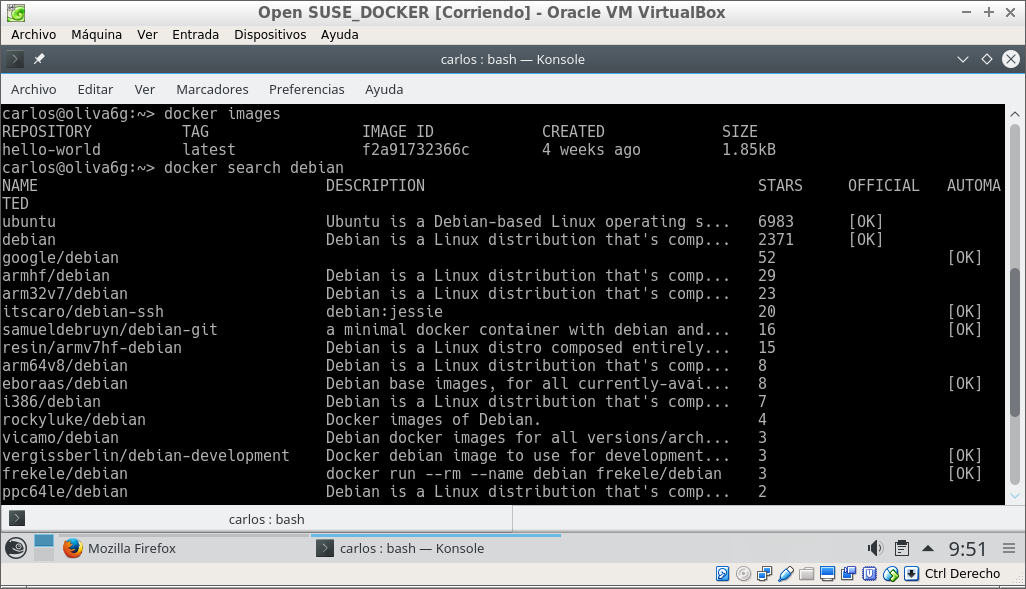 Open SUSE_DOCKER [Corriendo] - Oracle VM VirtualBox
Archivo Máquina Ver Entrada Dispositivos Ayuda
carlos : bash — Konsole
Archivo Editar Ver Marcadores Preferencias Ayuda
carlos@oliva6g:~> docker images
REPOSITORY TAG IMAGE ID CREATED SIZE
hello-world latest f2a91732366c 4 weeks ago 1.85kB
carlos@oliva6g:~> docker search debian
NAME DESCRIPTION STARS OFFICIAL AUTOMA
TED
ubuntu Ubuntu is a Debian-based Linux operating s... 6983 [OK]
debian Debian is a Linux distribution that's comp... 2371 [OK]
google/debian 52 [OK]
armhf/debian Debian is a Linux distribution that's comp... 29
arm32v7/debian Debian is a Linux distribution that's comp... 23
itscaro/debian-ssh debian:jessie 20 [OK]
samueldebruyn/debian-git a minimal docker container with debian and... 16 [OK]
resin/armv7hf-debian Debian is a Linux distro composed entirely... 15
arm64v8/debian Debian is a Linux distribution that's comp... 8
eboraas/debian Debian base images, for all currently-avai... 8 [OK]
i386/debian Debian is a Linux distribution that's comp... 7
rockyluke/debian Docker images of Debian. 4
vicamo/debian Debian docker images for all versions/arch... 3
vergissberlin/debian-development Docker debian image to use for development... 3 [OK]
frekele/debian docker run --rm --name debian frekele/debian 3 [OK]
ppc64le/debian Debian is a Linux distribution that's comp... 2
carlos : bash
Mozilla Firefox carlos : bash — Konsole 9:51
Ctrl Derecho